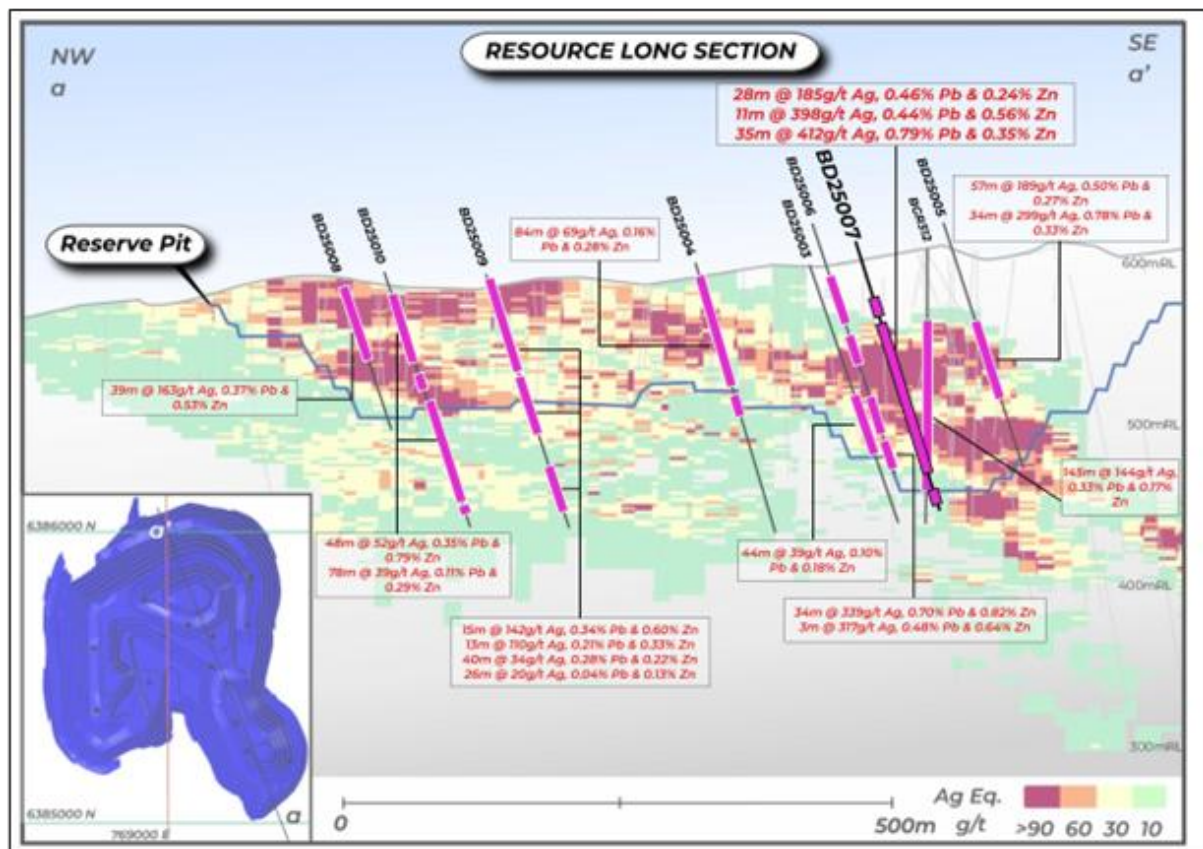 NW
a
RESOURCE LONG SECTION
SE
a'
28m @ 185g/t Ag, 0.46% Pb & 0.24% Zn
11m @ 398g/t Ag, 0.44% Pb & 0.56% Zn
35m @ 412g/t Ag, 0.79% Pb & 0.35% Zn
BD25008
BD25010
BD25009
84m @ 69g/t Ag, 0.16%
Pb & 0.28% Zn
BD25004
BD25006
BD25003
BD25007
BGR512
BD25005
57m @ 189g/t Ag, 0.50% Pb &
0.27% Zn
34m @ 299g/t Ag, 0.78% Pb &
0.33% Zn
Reserve Pit
600mRL
39m @ 163g/t Ag, 0.37% Pb &
0.53% Zn
500mRL
145m @ 144g/t Ag,
0.33% Pb & 0.17%
Zn
48m @ 52g/t Ag, 0.35% Pb &
0.79% Zn
78m @ 39g/t Ag, 0.11% Pb &
0.29% Zn
44m @ 39g/t Ag, 0.10%
Pb & 0.18% Zn
400mRL
15m @ 142g/t Ag, 0.34% Pb & 0.60% Zn
13m @ 110g/t Ag, 0.21% Pb & 0.33% Zn
40m @ 34g/t Ag, 0.28% Pb & 0.22% Zn
26m @ 20g/t Ag, 0.04% Pb & 0.13% Zn
34m @ 339g/t Ag, 0.70% Pb & 0.82% Zn
3m @ 317g/t Ag, 0.48% Pb & 0.64% Zn
300mRL
6386000 N
a'
6385000 N
769000 E
a
0
500m
Ag Eq.
g/t
>90 60 30 10